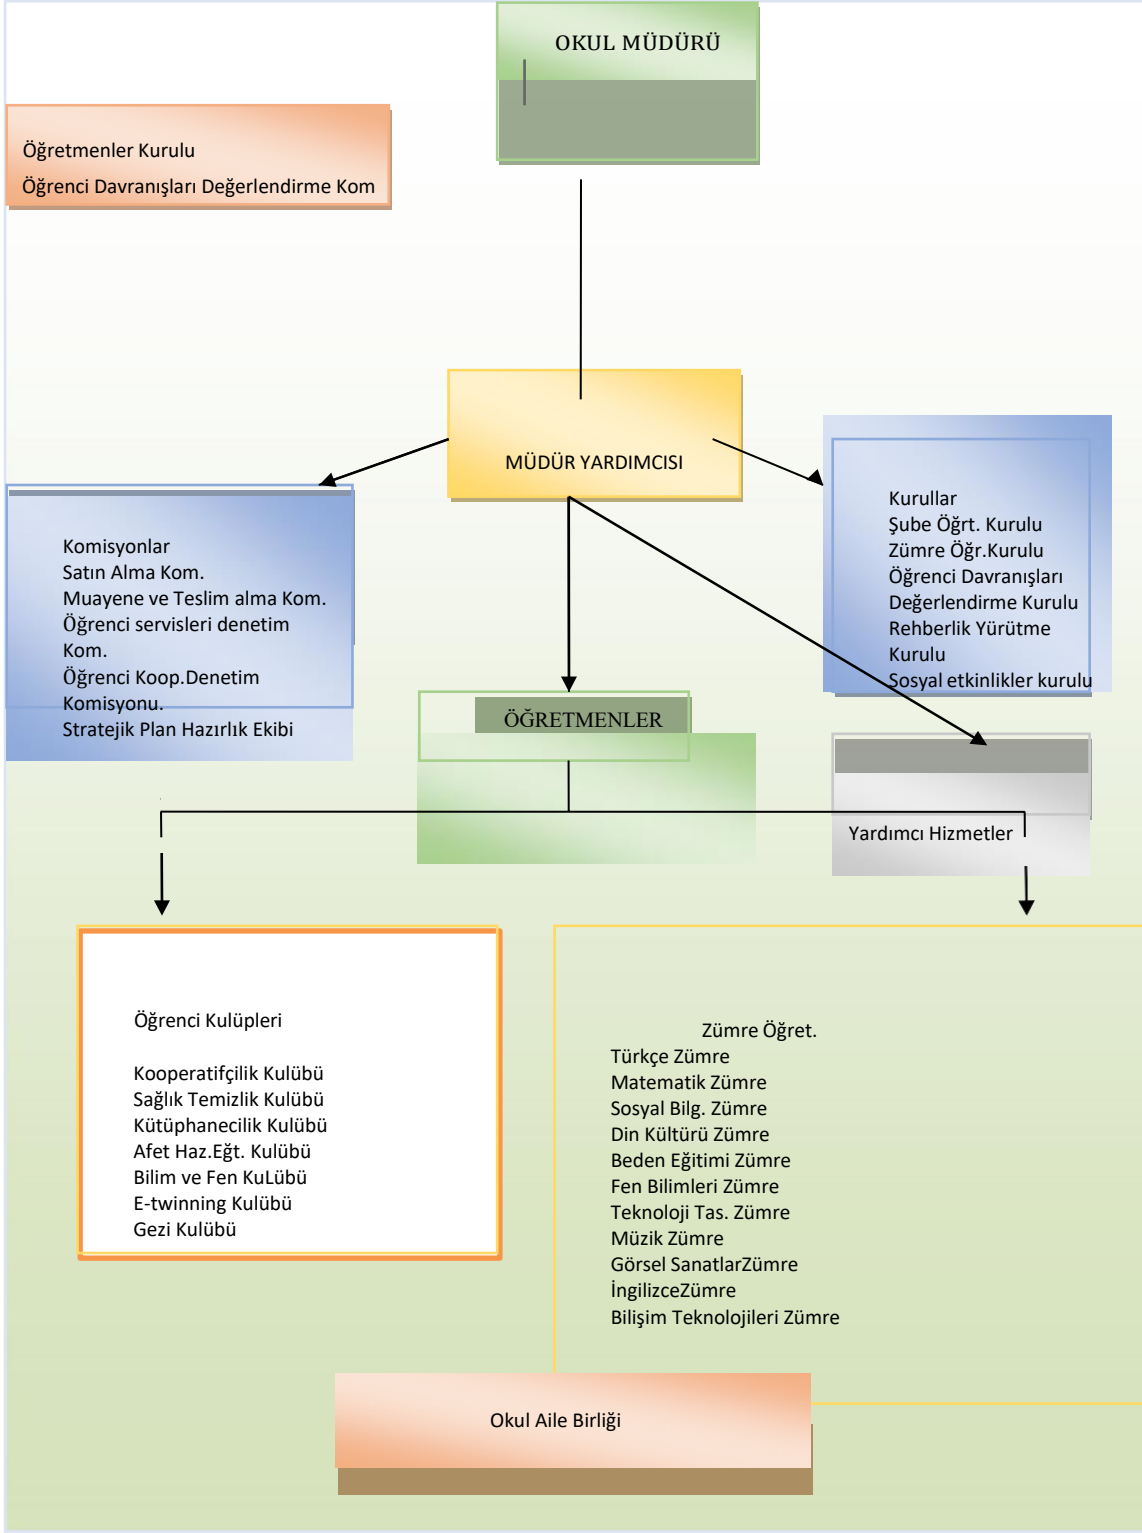 OKUL MÜDÜRÜ
Öğretmenler Kurulu
Öğrenci Davranışları Değerlendirme Kom
MÜDÜR YARDIMCISI
Komisyonlar
Satın Alma Kom.
Muayene ve Teslim alma Kom.
Öğrenci servisleri denetim
Kom.
Öğrenci Koop.Denetim
Komisyonu.
Stratejik Plan Hazırlık Ekibi
Kurullar
Şube Öğrt. Kurulu
Zümre Öğr.Kurulu
Öğrenci Davranışları
Değerlendirme Kurulu
Rehberlik Yürütme
Kurulu
Sosyal etkinlikler kurulu
ÖĞRETMENLER
Yardımcı Hizmetler
Öğrenci Kulüpleri
Kooperatifçilik Kulübü
Sağlık Temizlik Kulübü
Kütüphanecilik Kulübü
Afet Haz.Eğt. Kulübü
Bilim ve Fen KuLübü
E-twinning Kulübü
Gezi Kulübü
Zümre Öğret.
Türkçe Zümre
Matematik Zümre
Sosyal Bilg. Zümre
Din Kültürü Zümre
Beden Eğitimi Zümre
Fen Bilimleri Zümre
Teknoloji Tas. Zümre
Müzik Zümre
Görsel SanatlarZümre
İngilizceZümre
Bilişim Teknolojileri Zümre
Okul Aile Birliği